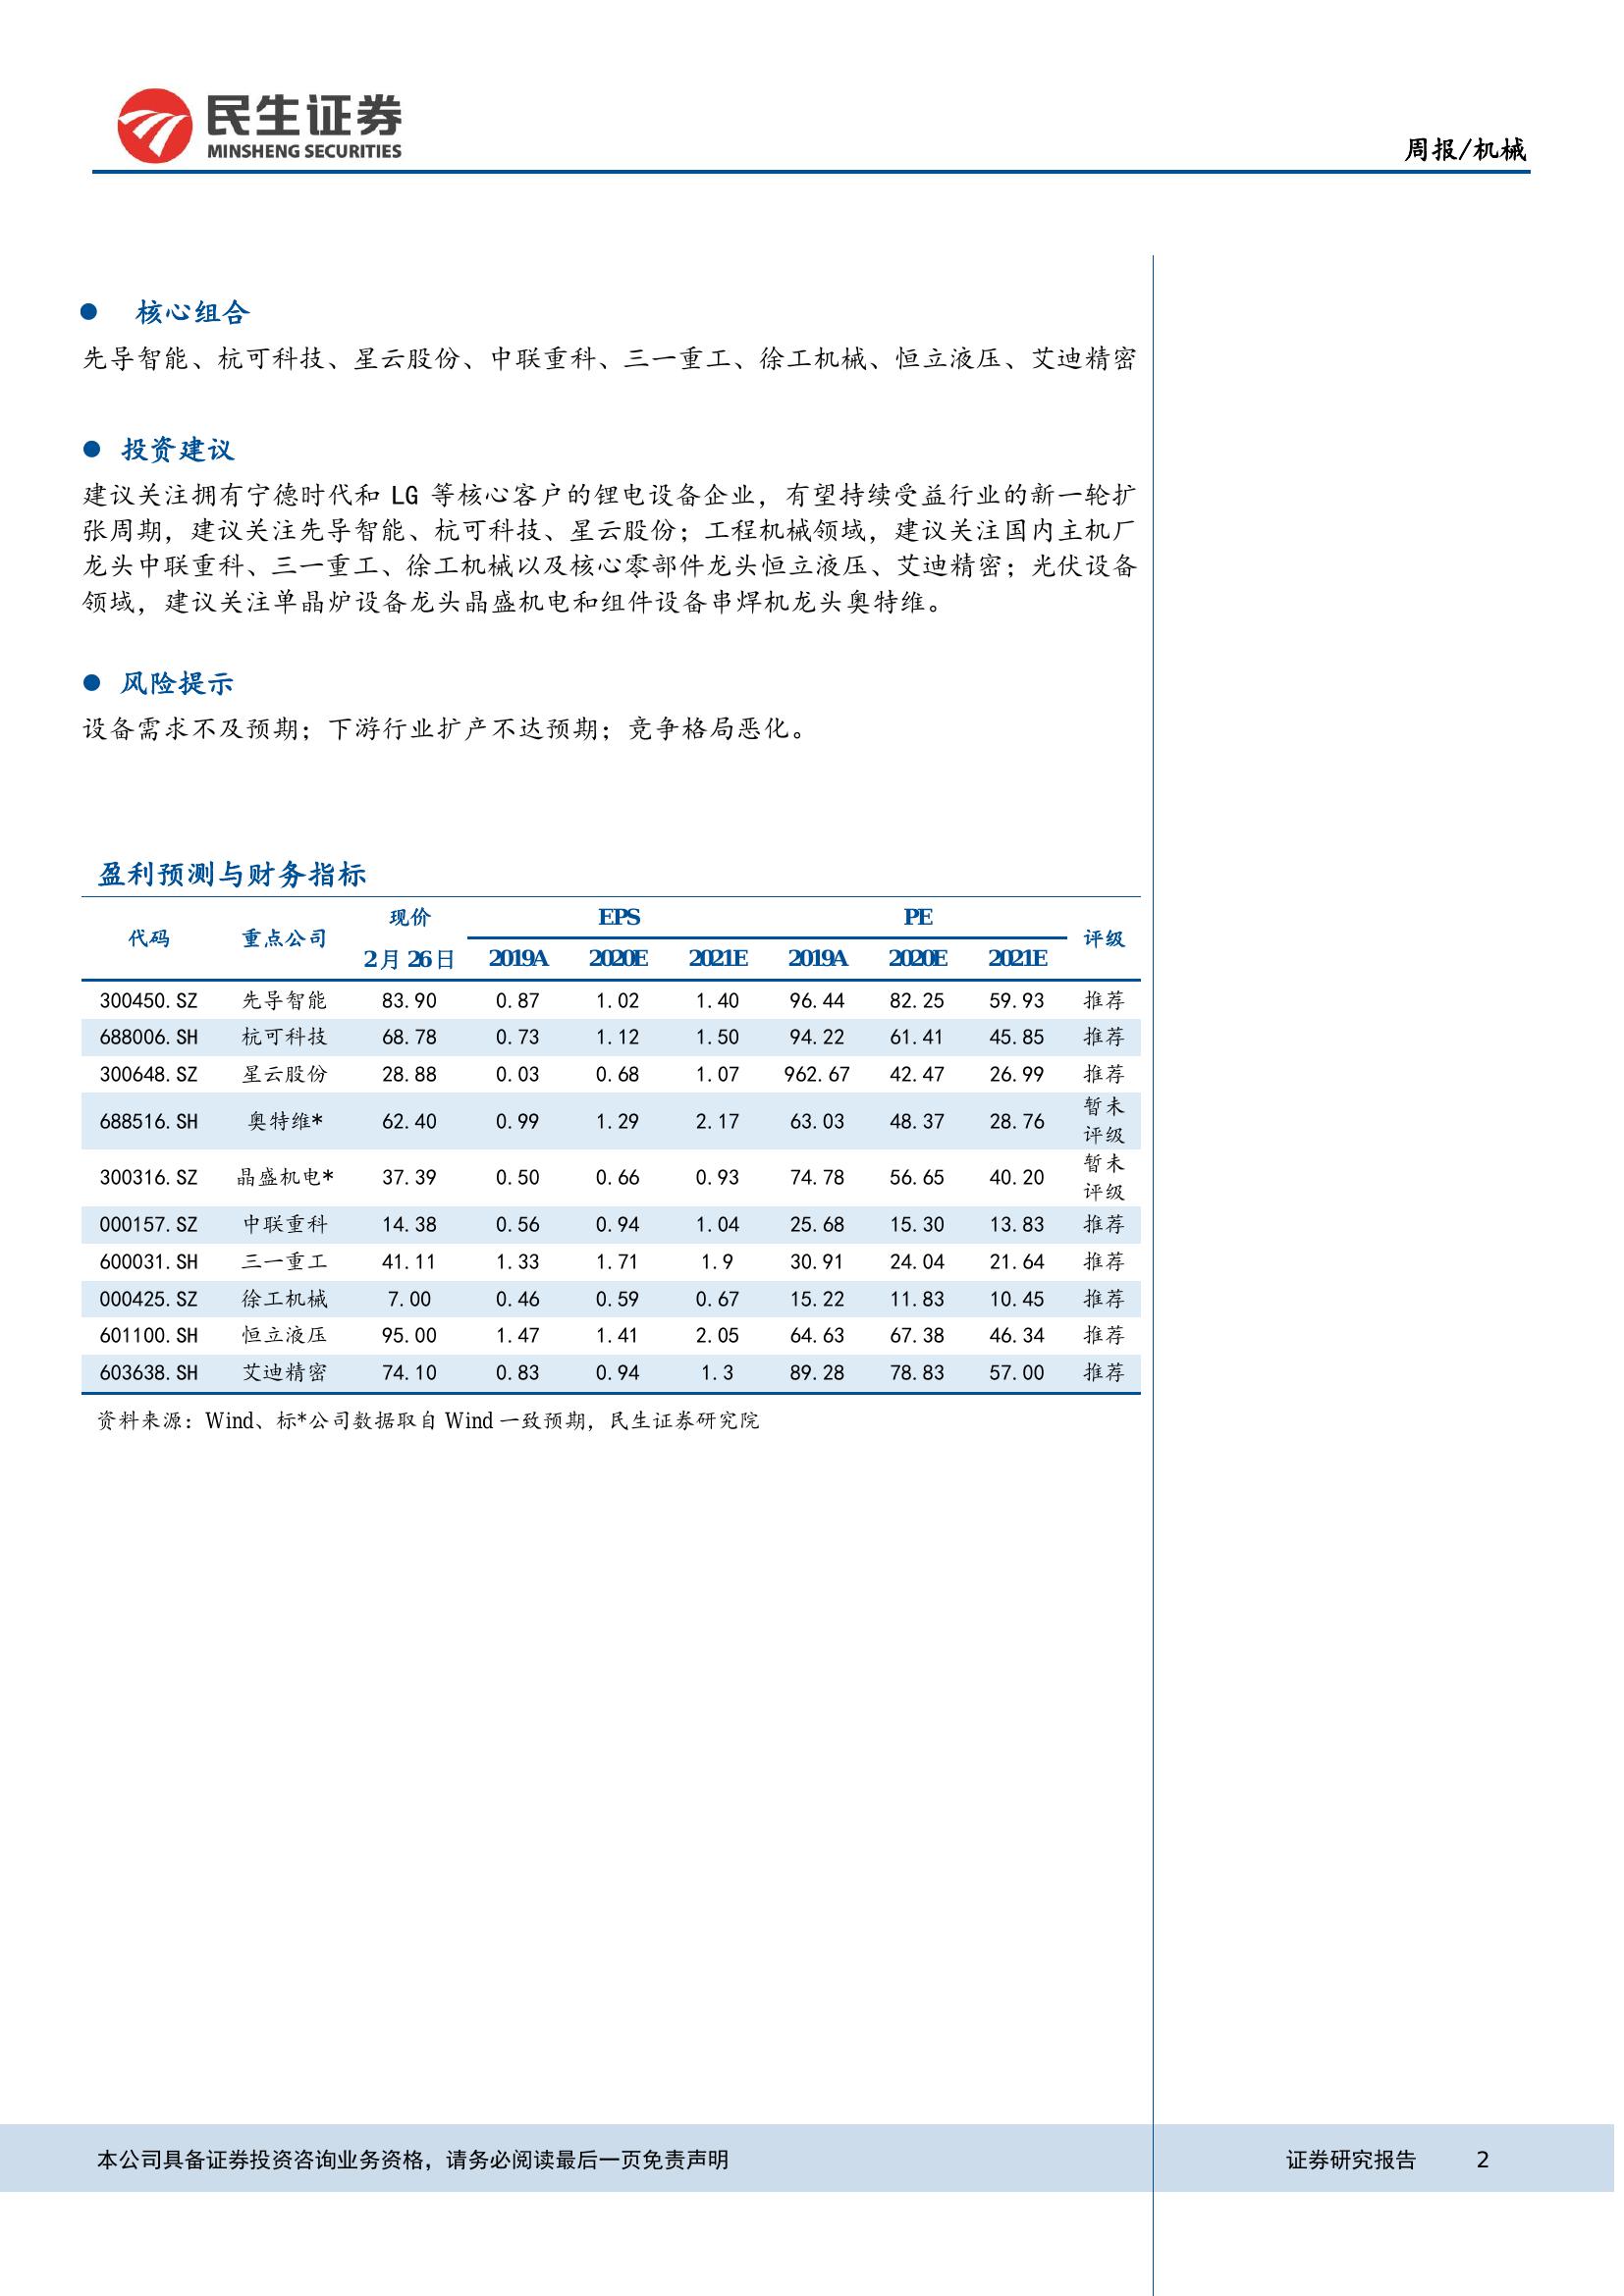 民生证券
MINSHENG SECURITIES
周报/机械
● 核心组合
先导智能、杭可科技、星云股份、中联重科、三一重工、徐工机械、恒立液压、艾迪精密
● 投资建议
建议关注拥有宁德时代和 LG 等核心客户的锂电设备企业，有望持续受益行业的新一轮扩
张周期，建议关注先导智能、杭可科技、星云股份；工程机械领域，建议关注国内主机厂
龙头中联重科、三一重工、徐工机械以及核心零部件龙头恒立液压、艾迪精密；光伏设备
领域，建议关注单晶炉设备龙头晶盛机电和组件设备串焊机龙头奥特维。
● 风险提示
设备需求不及预期；下游行业扩产不达预期；竞争格局恶化。
盈利预测与财务指标
代码 重点公司 现价 EPS PE 评级
2 月 26 日 2019A 2020E 2021E 2019A 2020E 2021E
300450.SZ 先导智能 83.90 0.87 1.02 1.40 96.44 82.25 59.93 推荐
688006.SH 杭可科技 68.78 0.73 1.12 1.50 94.22 61.41 45.85 推荐
300648.SZ 星云股份 28.88 0.03 0.68 1.07 962.67 42.47 26.99 推荐
688516.SH 奥特维* 62.40 0.99 1.29 2.17 63.03 48.37 28.76 暂未
评级
300316.SZ 晶盛机电* 37.39 0.50 0.66 0.93 74.78 56.65 40.20 暂未
评级
000157.SZ 中联重科 14.38 0.56 0.94 1.04 25.68 15.30 13.83 推荐
600031.SH 三一重工 41.11 1.33 1.71 1.9 30.91 24.04 21.64 推荐
000425.SZ 徐工机械 7.00 0.46 0.59 0.67 15.22 11.83 10.45 推荐
601100.SH 恒立液压 95.00 1.47 1.41 2.05 64.63 67.38 46.34 推荐
603638.SH 艾迪精密 74.10 0.83 0.94 1.3 89.28 78.83 57.00 推荐
资料来源：Wind、标*公司数据取自 Wind 一致预期，民生证券研究院
本公司具备证券投资咨询业务资格，请务必阅读最后一页免责声明
证券研究报告 2